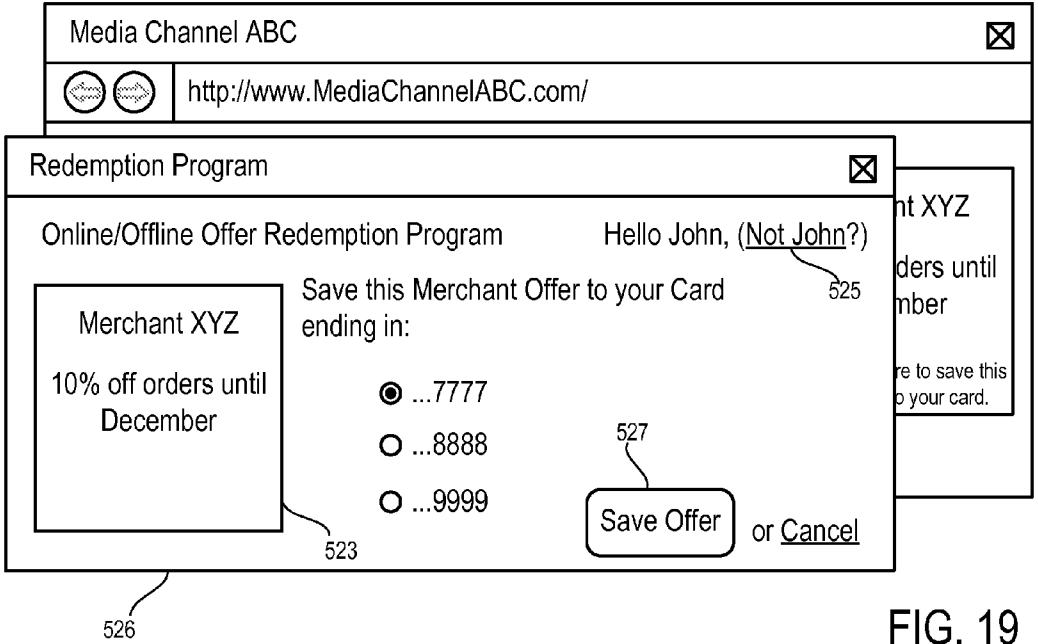 Media Channel ABC
http://www.MediaChannelABC.com/
Redemption Program
Online/Offline Offer Redemption Program
Hello John, (Not John?)
525
Merchant XYZ
10% off orders until
December
523
Save this Merchant Offer to your Card
ending in:
...7777
...8888
...9999
527
Save Offer
or Cancel
nt XYZ
ders until
mber
re to save this
o your card.
526
FIG. 19